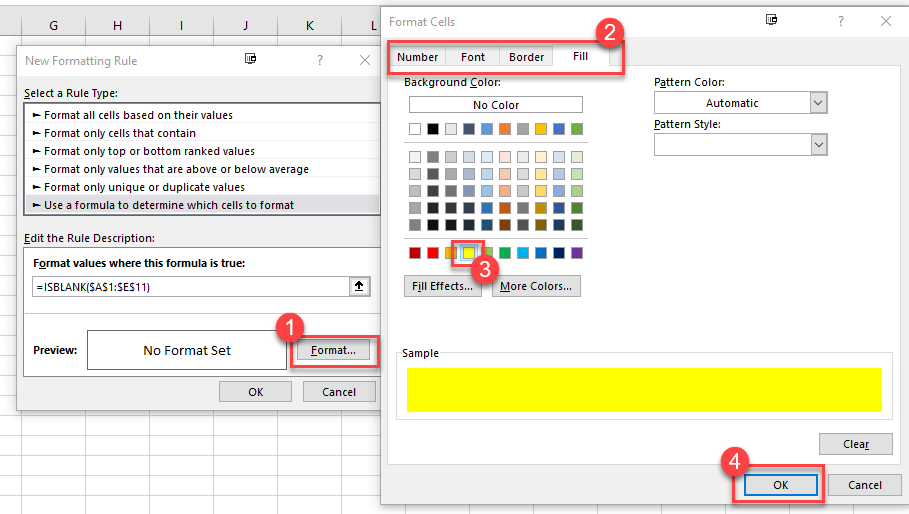 G H I J K L
New Formatting Rule
?
Select a Rule Type:
► Format all cells based on their values
► Format only cells that contain
► Format only top or bottom ranked values
► Format only values that are above or below average
► Format only unique or duplicate values
► Use a formula to determine which cells to format
Edit the Rule Description:
Format values where this formula is true:
=ISBLANK($A$1:$E$11)
1
Preview:
No Format Set
Format...
OK
Cancel
Format Cells
?
2
Number
Font
Border
Fill
Background Color:
No Color
3
Fill Effects...
More Colors...
Pattern Color:
Automatic
Pattern Style:
Sample
Clear
4
OK
Cancel